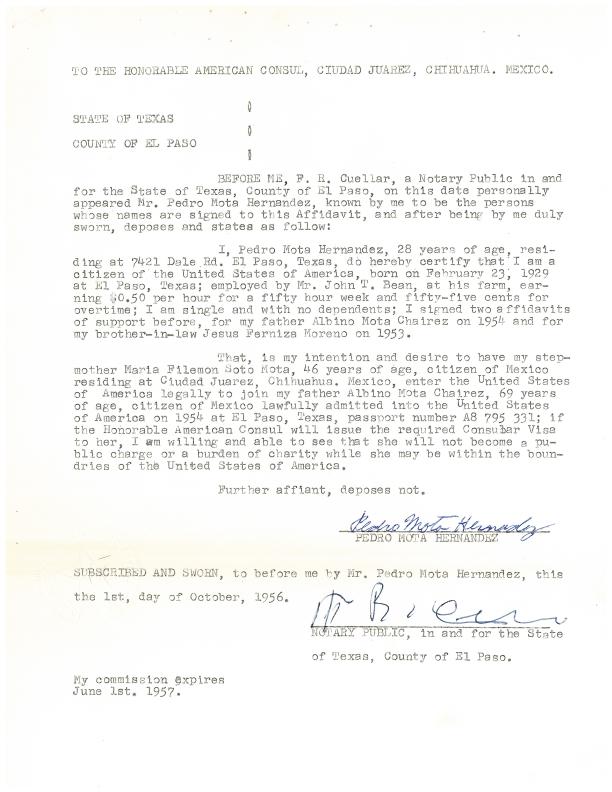 TO THE HONORABLE AMERICAN CONSUL, CIUDAD JUAREZ, CHIHUAHUA. MEXICO.
STATE OF TEXAS
COUNTY OF EL PASO
BEFORE ME, F. R. Cuellar, a Notary Public in and
for the State of Texas, County of El Paso, on this date personally
appeared Mr. Pedro Mota Hernandez, known by me to be the persons
whose names are signed to this Affidavit, and after being by me duly
sworn, deposes and states as follow:
I, Pedro Mota Hernandez, 28 years of age, resi-
ding at 7421 Dale Rd. El Paso, Texas, do hereby certify that I am a
citizen of the United States of America, born on February 23, 1929
at El Paso, Texas; employed by Mr. John T. Bean, at his farm, ear-
ning $0.50 per hour for a fifty hour week and fifty-five cents for
overtime; I am single and with no dependents; I signed two affidavits
of support before, for my father Albino Mota Chairez on 1954 and for
my brother-in-law Jesus Ferniza Moreno on 1953.
That, is my intention and desire to have my step-
mother Maria Filemon Soto Mota, 46 years of age, citizen of Mexico
residing at Ciudad Juarez, Chihuahua. Mexico, enter the United States
of America legally to join my father Albino Mota Chairez, 69 years
of age, citizen of Mexico lawfully admitted into the United States
of America on 1954 at El Paso, Texas, passport number A8 795 331; if
the Honorable American Consul will issue the required Consular Visa
to her, I am willing and able to see that she will not become a pu-
blic charge or a burden of charity while she may be within the boun-
dries of the United States of America.
Further affiant, deposes not.
Pedro Mota Hernadez
PEDRO MOTA HERNANDEZ
SUBSCRIBED AND SWORN, to before me by Mr. Pedro Mota Hernandez, this
the 1st, day of October, 1956.
NOTARY PUBLIC, in and for the State
of Texas, County of El Paso.
My commission expires
June 1st. 1957.